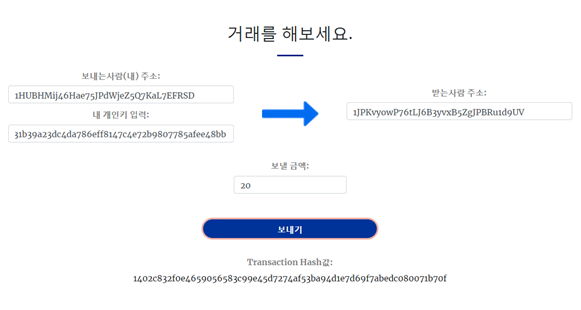 거래를 해보세요.
보내는사람(내) 주소:
1HUBHMij46Hae75JPdWjeZ5Q7KaL7EFRSD
내 개인키 입력:
31b39a23dc4da786eff8147c4e72b9807785afee48bb
받는사람 주소:
1JPKvyowP76tLJ6B3yvxB5ZgJPBRu1d9UV
보낼 금액:
20
보내기
Transaction Hash값:
1402c832f0e4659056583c99e45d7274af53ba94d1e7d69f7abedc080071b70f